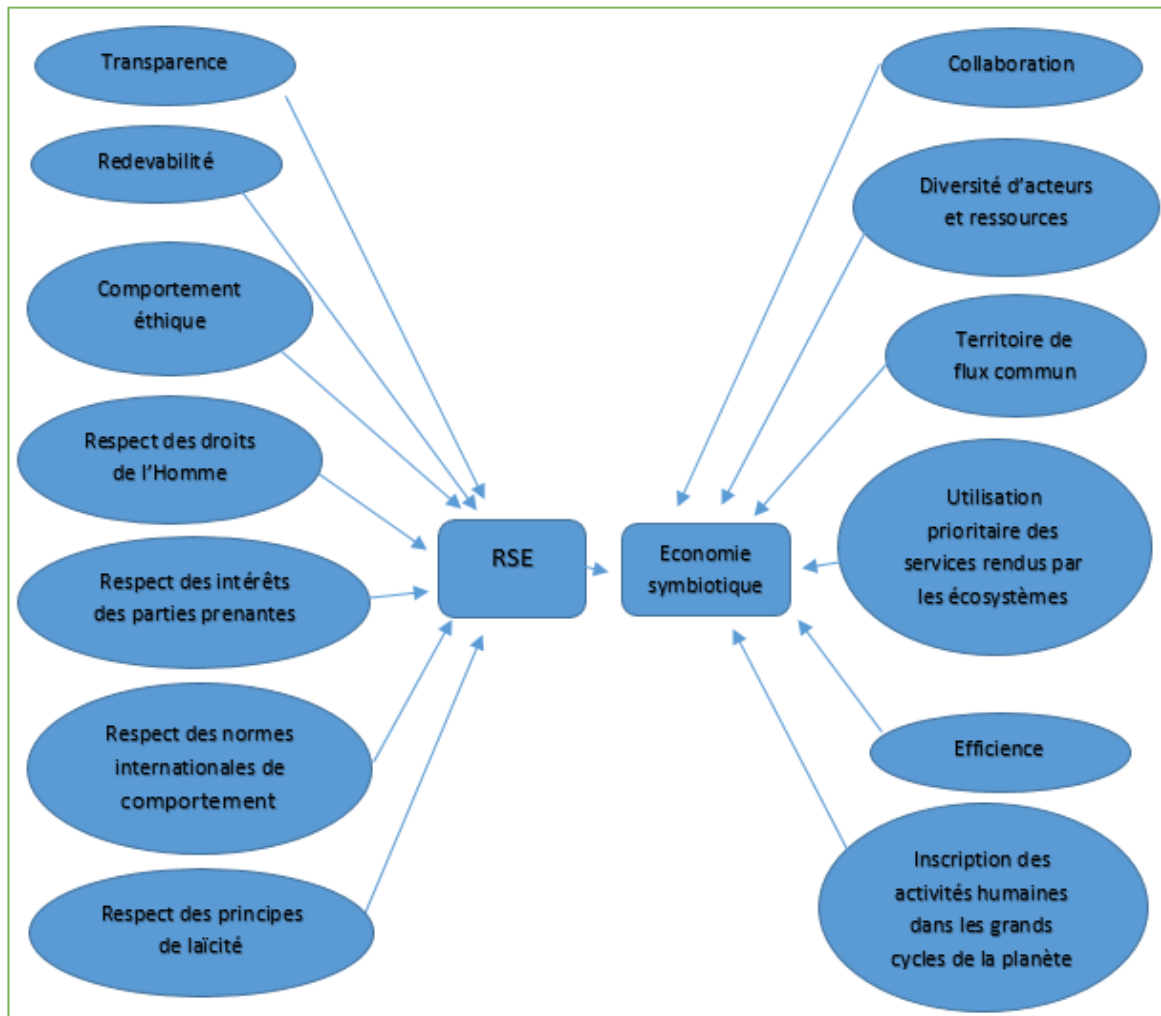 Transparence
Redevabilité
Comportement
éthique
Respect des droits
de l'Homme
Respect des intérêts
des parties prenantes
Respect des normes
internationales de
comportement
Respect des principes
de laïcité
RSE
Economie
symbiotique
Collaboration
Diversité d'acteurs
et ressources
Territoire de
flux commun
Utilisation
prioritaire des
services rendus par
les écosystèmes
Efficience
Inscription des
activités humaines
dans les grands
cycles de la planète